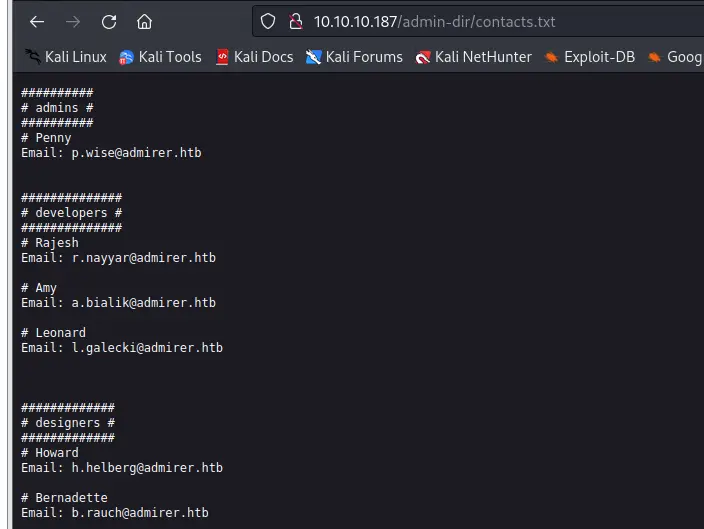 10.10.10.187/admin-dir/contacts.txt
Kali Linux Kali Tools Kali Docs Kali Forums Kali NetHunter Exploit-DB Goog
##########
# admins #
##########
# Penny
Email: p.wise@admirer.htb
##############
# developers #
##############
# Rajesh
Email: r.nayyar@admirer.htb
# Amy
Email: a.bialik@admirer.htb
# Leonard
Email: l.galecki@admirer.htb
#############
# designers #
#############
# Howard
Email: h.helberg@admirer.htb
# Bernadette
Email: b.rauch@admirer.htb